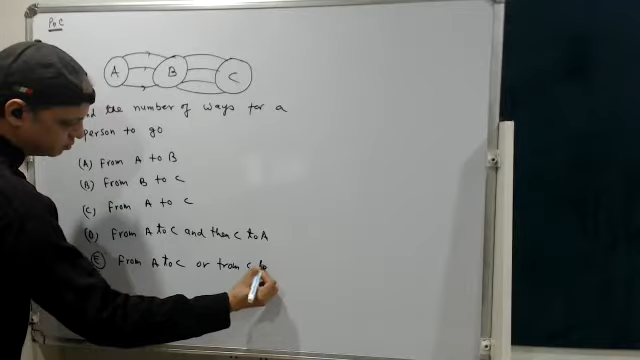 PoC
A B C
the number of ways for a
person to go
(A) From A to B
(B) From B to C
(C) From A to C
(D) From A to C and then C to A
(E) From A to C or from C to